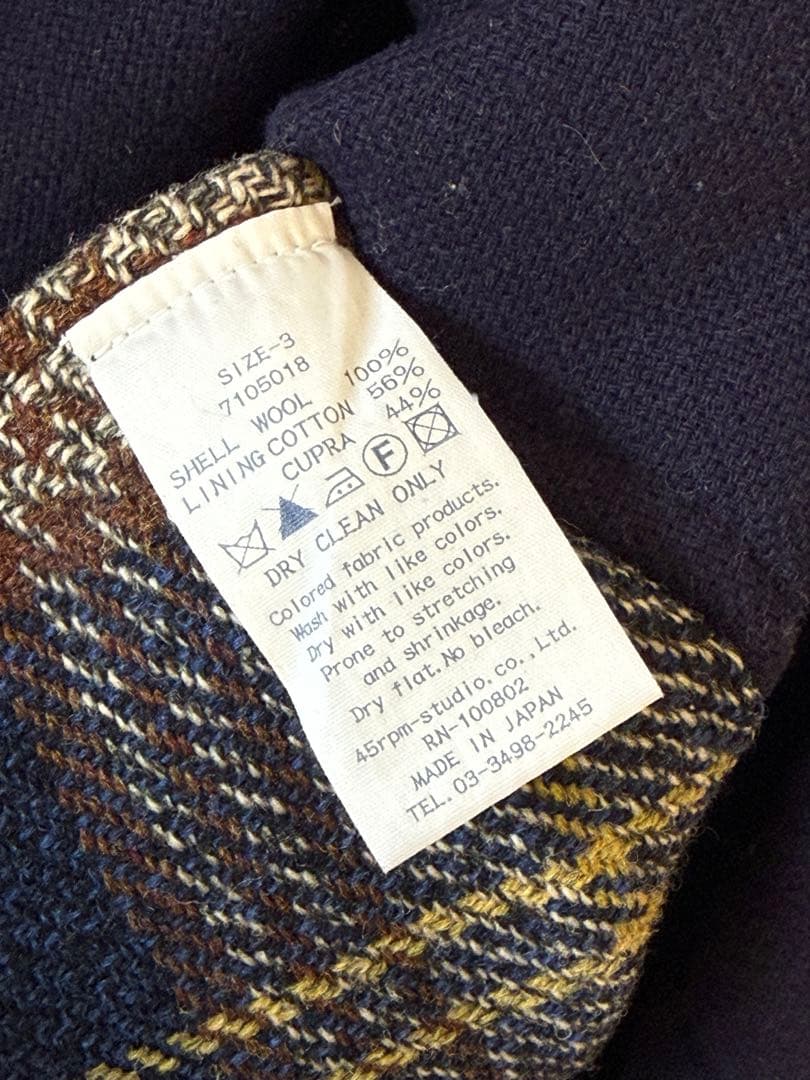 SIZE-3
7105018
SHELL WOOL 100%
LINING COTTON 56%
CUPRA 44%
F
DRY CLEAN ONLY
Colored fabric products.
Wash with like colors.
Dry with like colors.
Prone to stretching
and shrinkage.
Dry flat.No bleach.
45rpm-studio.co.,Ltd.
RN-100802
MADE IN JAPAN
TEL.03-3498-2245